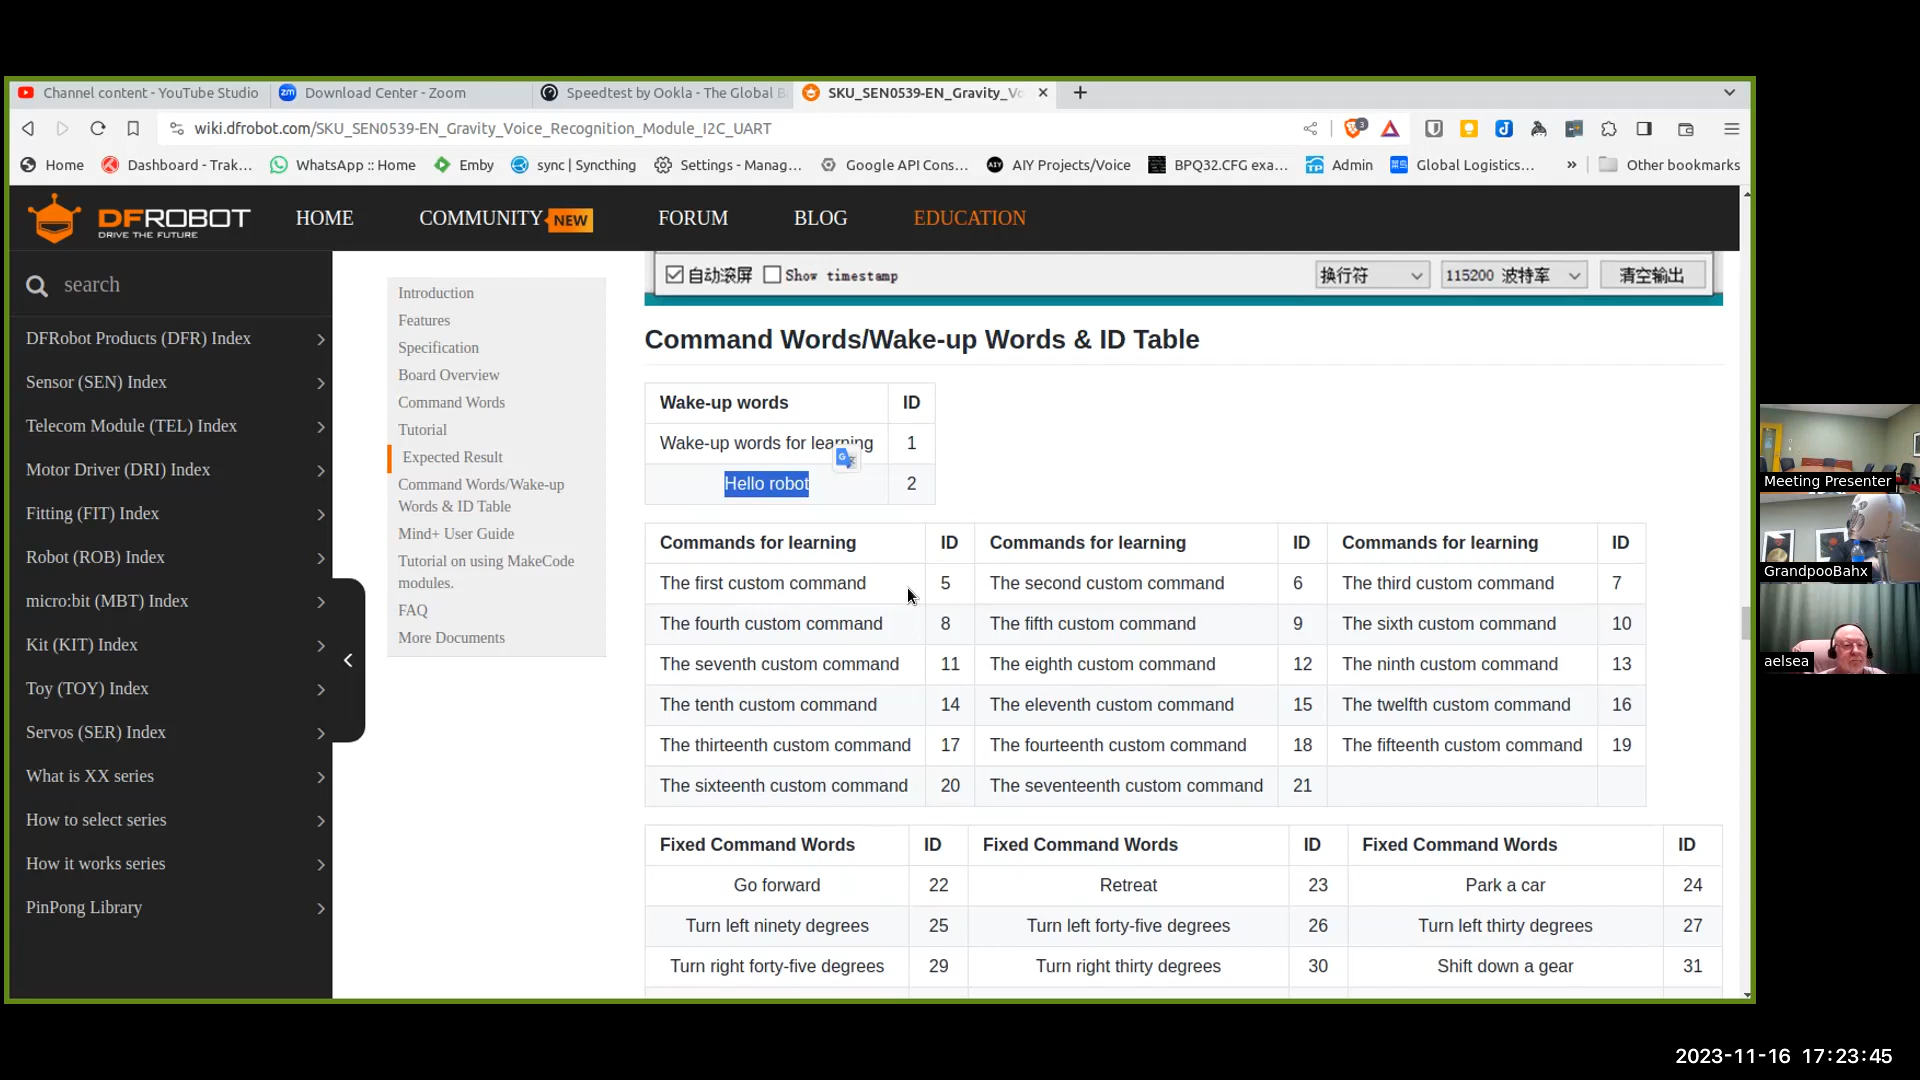 Channel content - YouTube Studio
Download Center - Zoom
Speedtest by Ookla - The Global B
SKU_SEN0539-EN_Gravity_Vo
wiki.dfrobot.com/SKU_SEN0539-EN_Gravity_Voice_Recognition_Module_I2C_UART
3
Home
Dashboard - Trak...
WhatsApp :: Home
Emby
sync | Syncthing
Settings - Manag...
Google API Cons...
AIY Projects/Voice
BPQ32.CFG exa...
Admin
Global Logistics...
»
Other bookmarks
DFROBOT
DRIVE THE FUTURE
HOME
COMMUNITY NEW
FORUM
BLOG
EDUCATION
search
DFRobot Products (DFR) Index
Sensor (SEN) Index
Telecom Module (TEL) Index
Motor Driver (DRI) Index
Fitting (FIT) Index
Robot (ROB) Index
micro:bit (MBT) Index
Kit (KIT) Index
Toy (TOY) Index
Servos (SER) Index
What is XX series
How to select series
How it works series
PinPong Library
Introduction
Features
Specification
Board Overview
Command Words
Tutorial
Expected Result
Command Words/Wake-up
Words & ID Table
Mind+ User Guide
Tutorial on using MakeCode
modules.
FAQ
More Documents
自动滚屏 Show timestamp 换行符 115200 波特率 清空输出
Command Words/Wake-up Words & ID Table
Wake-up words ID
Wake-up words for learning 1
Hello robot 2
Commands for learning ID Commands for learning ID Commands for learning ID
The first custom command 5 The second custom command 6 The third custom command 7
The fourth custom command 8 The fifth custom command 9 The sixth custom command 10
The seventh custom command 11 The eighth custom command 12 The ninth custom command 13
The tenth custom command 14 The eleventh custom command 15 The twelfth custom command 16
The thirteenth custom command 17 The fourteenth custom command 18 The fifteenth custom command 19
The sixteenth custom command 20 The seventeenth custom command 21
Fixed Command Words ID Fixed Command Words ID Fixed Command Words ID
Go forward 22 Retreat 23 Park a car 24
Turn left ninety degrees 25 Turn left forty-five degrees 26 Turn left thirty degrees 27
Turn right forty-five degrees 29 Turn right thirty degrees 30 Shift down a gear 31
Meeting Presenter
GrandpooBahx
aelsea
2023-11-16 17:23:45